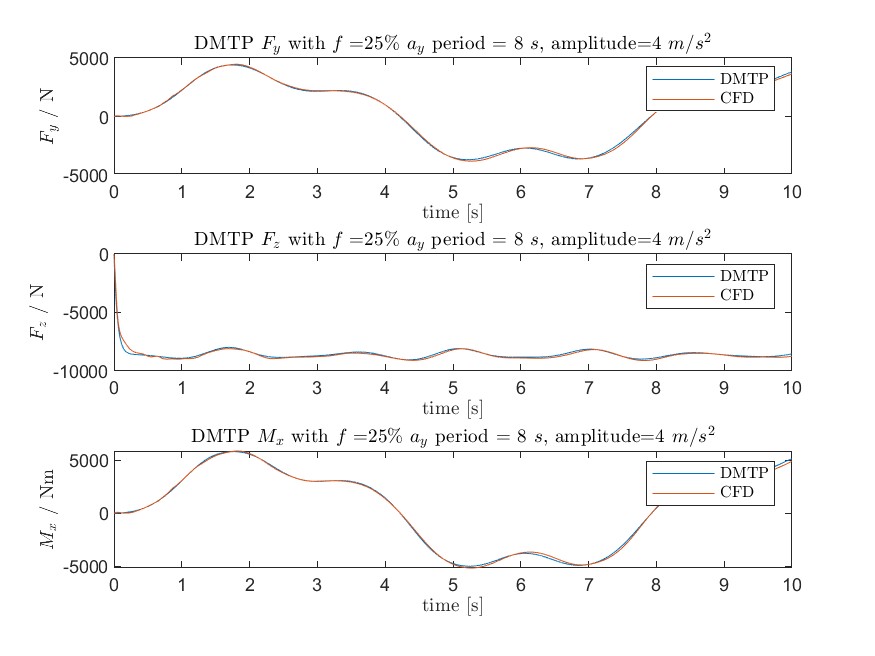 DMTP F_y with f =25% a_y period = 8 s, amplitude=4 m/s²
5000
0
-5000
F_y / N
DMTP
CFD
0 1 2 3 4 5 6 7 8 9 10
time [s]
DMTP F_z with f =25% a_y period = 8 s, amplitude=4 m/s²
0
-5000
-10000
F_z / N
DMTP
CFD
0 1 2 3 4 5 6 7 8 9 10
time [s]
DMTP M_x with f =25% a_y period = 8 s, amplitude=4 m/s²
5000
0
-5000
M_x / Nm
DMTP
CFD
0 1 2 3 4 5 6 7 8 9 10
time [s]